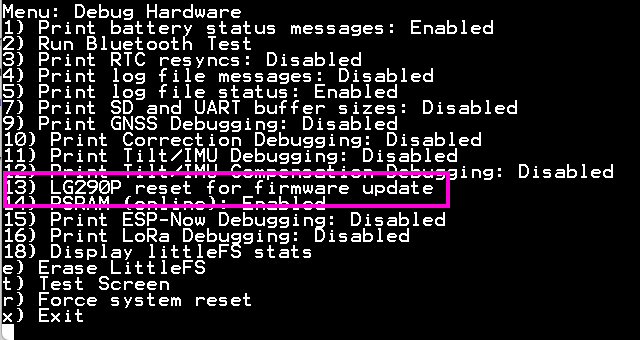 Menu: Debug Hardware
1) Print battery status messages: Enabled
2) Run Bluetooth Test
3) Print RTC resyncs: Disabled
4) Print log file messages: Disabled
5) Print log file status: Enabled
7) Print SD and UART buffer sizes: Disabled
9) Print GNSS Debugging: Disabled
10) Print Correction Debugging: Disabled
11) Print Tilt/IMU Debugging: Disabled
12) Print Tilt/IMU Compensation Debugging: Disabled
13) LG290P reset for firmware update
14) PSRAM (online): Enabled
15) Print ESP-Now Debugging: Disabled
16) Print LoRa Debugging: Disabled
18) Display littleFS stats
e) Erase LittleFS
t) Test Screen
r) Force system reset
x) Exit